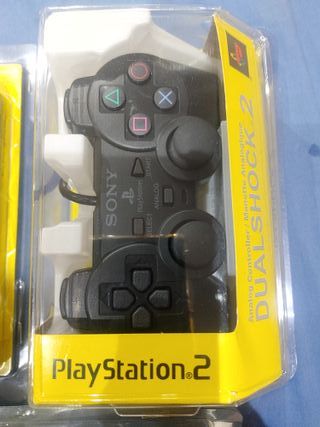 SONY
SELECT
ANALOG
START
PlayStation®2
Analog Controller / Manette Analogique
DUALSHOCK 2